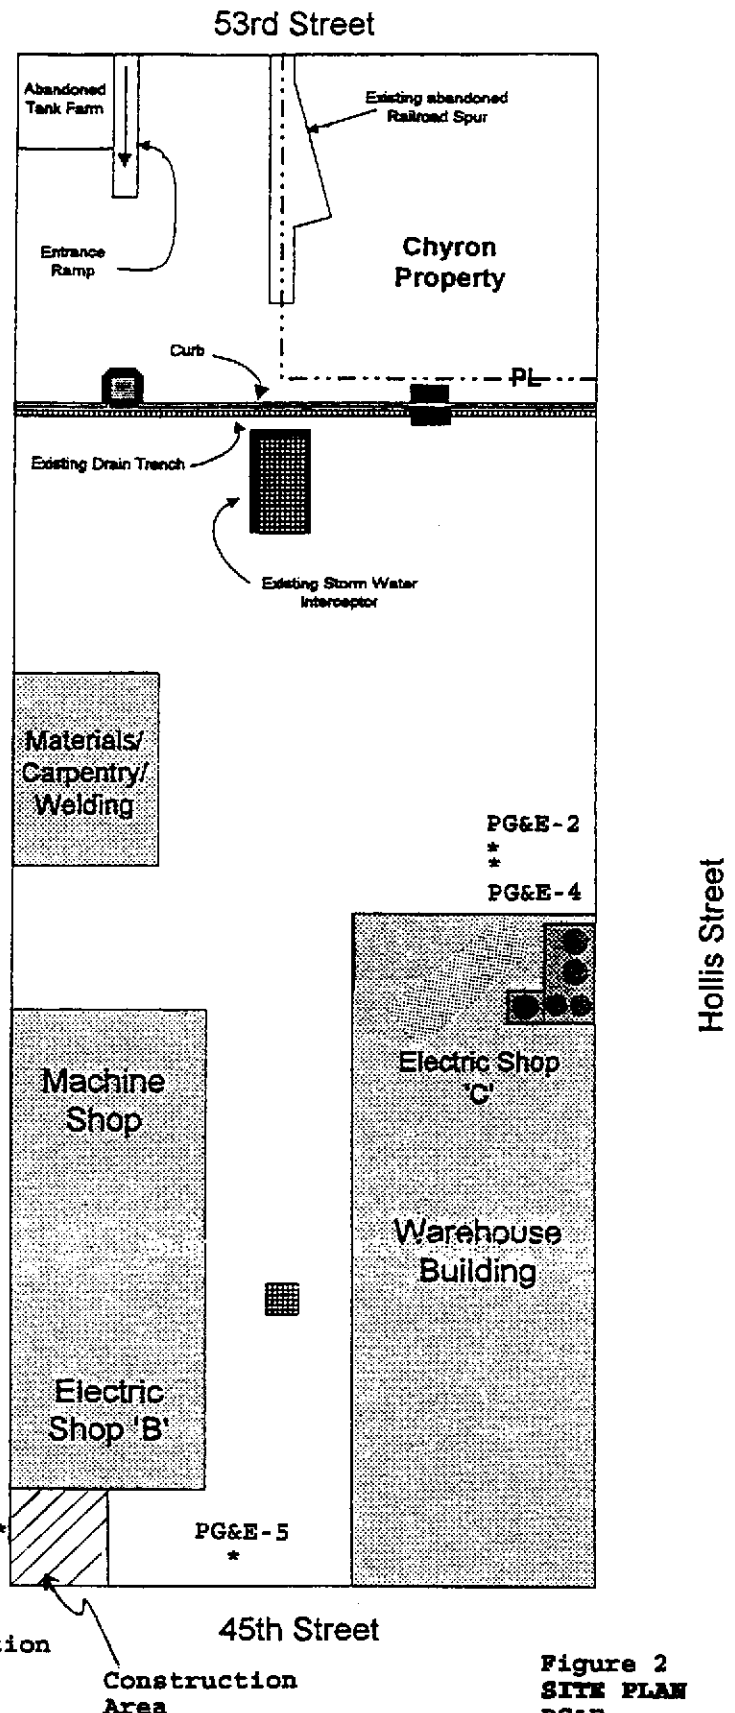 53rd Street
Abandoned
Tank Farm
Existing abandoned
Railroad Spur
Entrance
Ramp
Chyron
Property
Curb
PL
Existing Drain Trench
Existing Storm Water
Interceptor
Materials/
Carpentry/
Welding
PG&E-2
*
*
PG&E-4
Hollis Street
Electric Shop
'C'
Machine
Shop
Warehouse
Building
Electric
Shop 'B'
*
PG&E-5
*
45th Street
Construction
Area
Figure 2
SITE PLAN
PG&E